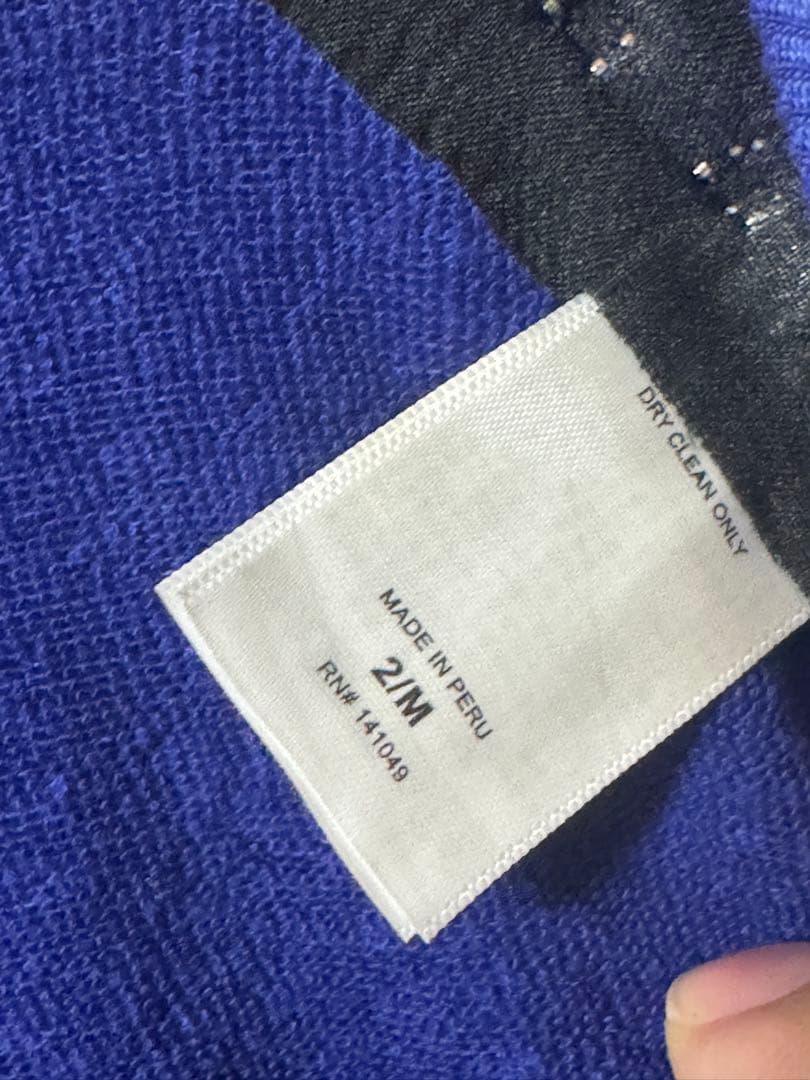 DRY CLEAN ONLY
MADE IN PERU
2/M
RN# 141049